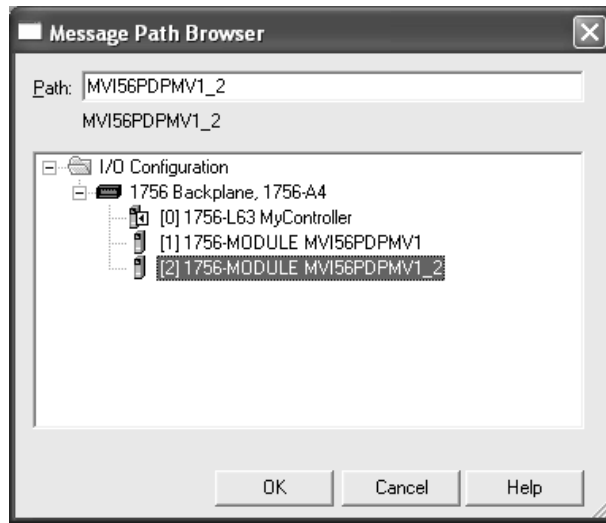 Message Path Browser
Path: MVI56PDPMV1_2
MVI56PDPMV1_2
I/O Configuration
1756 Backplane, 1756-A4
[0] 1756-L63 MyController
[1] 1756-MODULE MVI56PDPMV1
[2] 1756-MODULE MVI56PDPMV1_2
OK Cancel Help